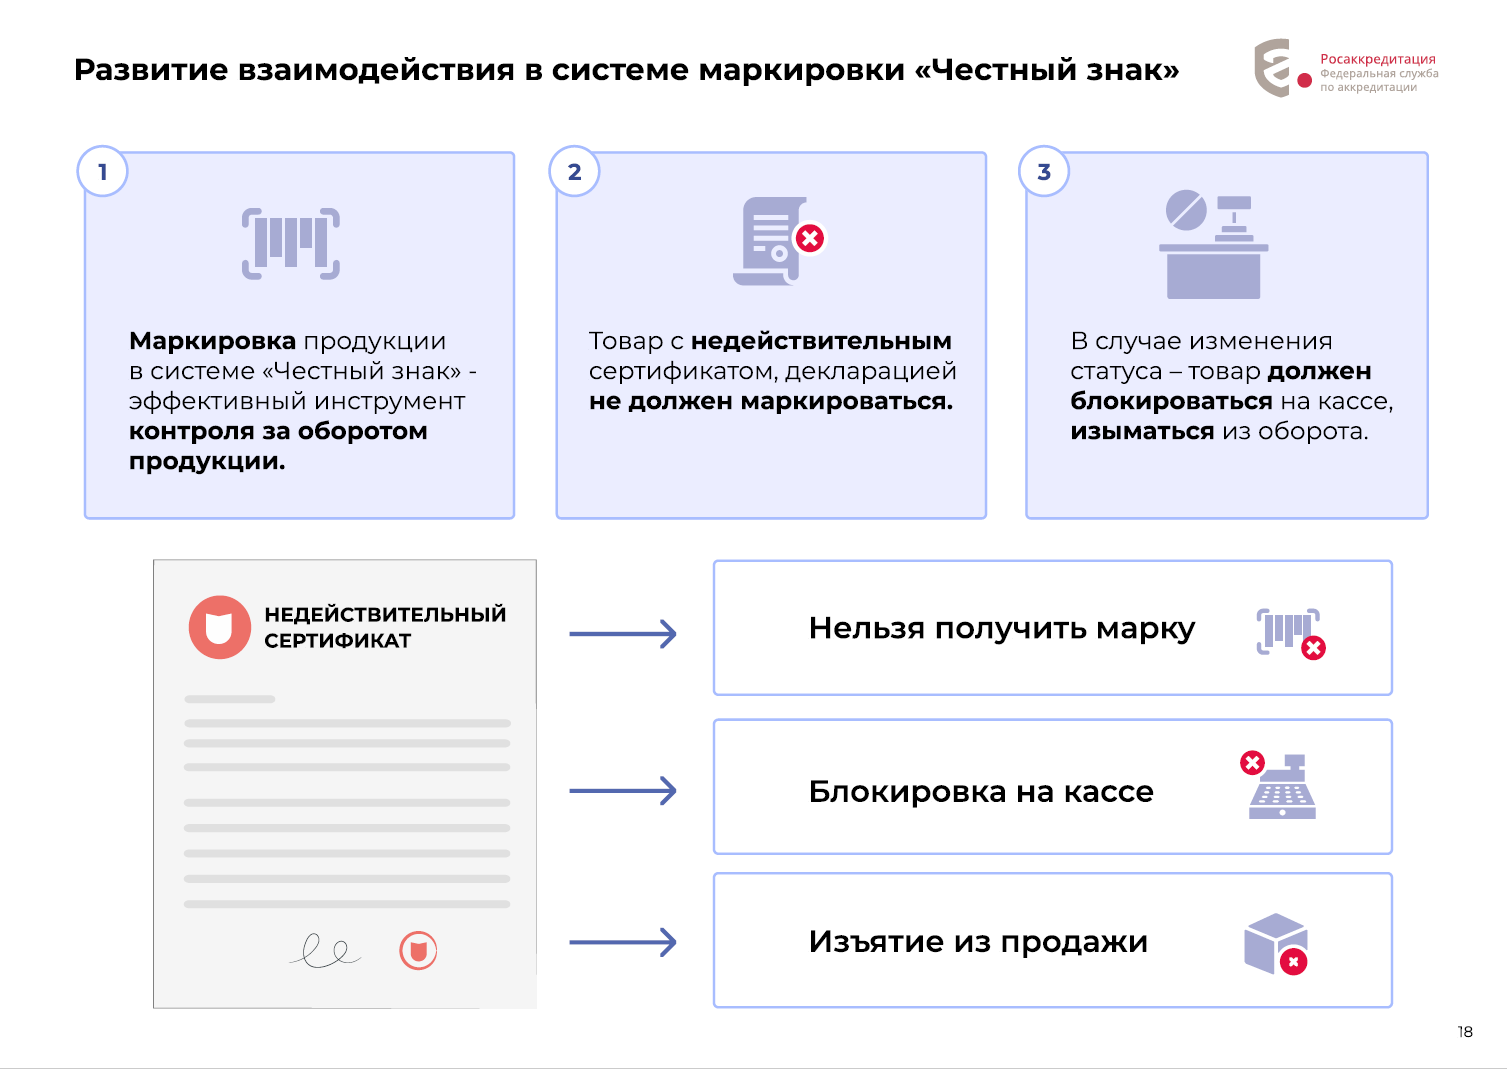 Развитие взаимодействия в системе маркировки «Честный знак»
Росаккредитация
Федеральная служба
по аккредитации
1
Маркировка продукции
в системе «Честный знак» -
эффективный инструмент
контроля за оборотом
продукции.
2
Товар с недействительным
сертификатом, декларацией
не должен маркироваться.
3
В случае изменения
статуса – товар должен
блокироваться на кассе,
изыматься из оборота.
НЕДЕЙСТВИТЕЛЬНЫЙ
СЕРТИФИКАТ
Нельзя получить марку
Блокировка на кассе
Изъятие из продажи
18